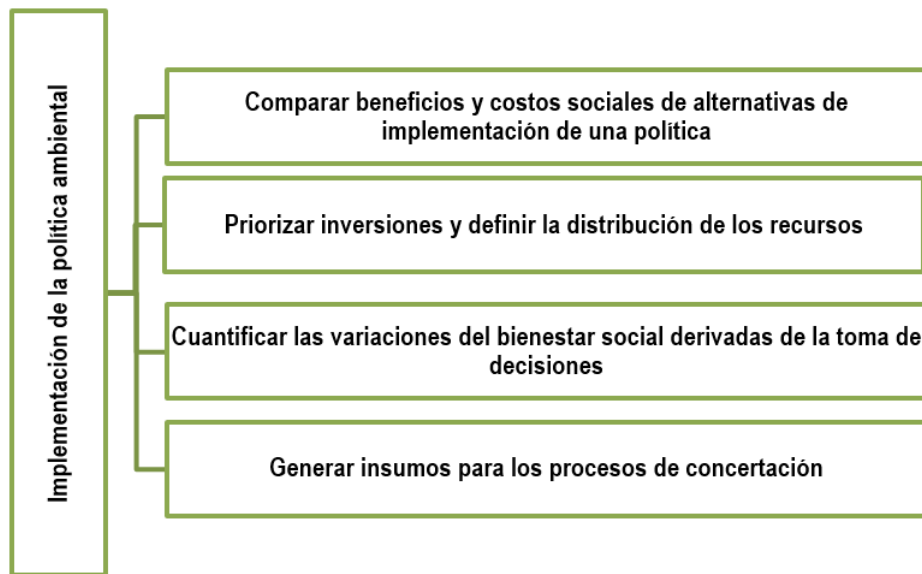 Implementación de la política ambiental
Comparar beneficios y costos sociales de alternativas de
implementación de una política
Priorizar inversiones y definir la distribución de los recursos
Cuantificar las variaciones del bienestar social derivadas de la toma de
decisiones
Generar insumos para los procesos de concertación